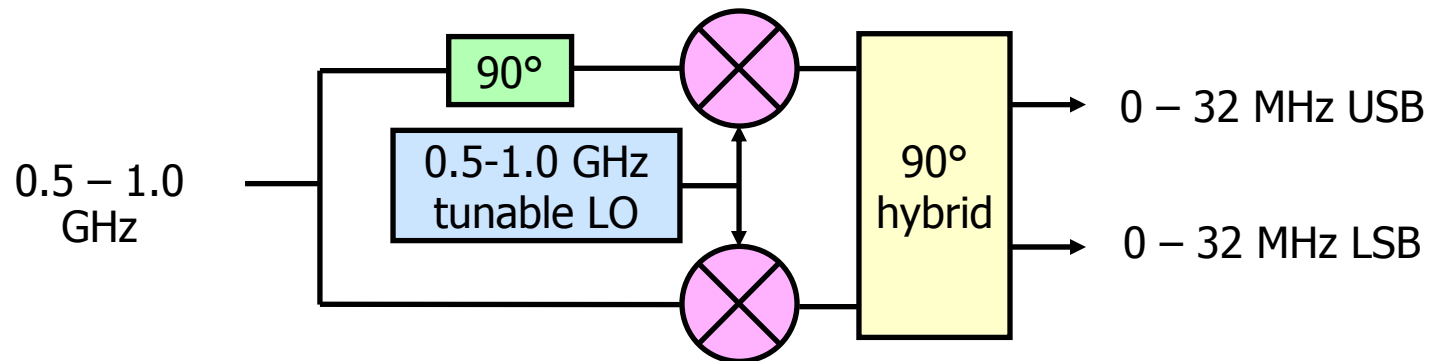 0.5 – 1.0
GHz
90°
0.5-1.0 GHz
tunable LO
90°
hybrid
0 – 32 MHz USB
0 – 32 MHz LSB